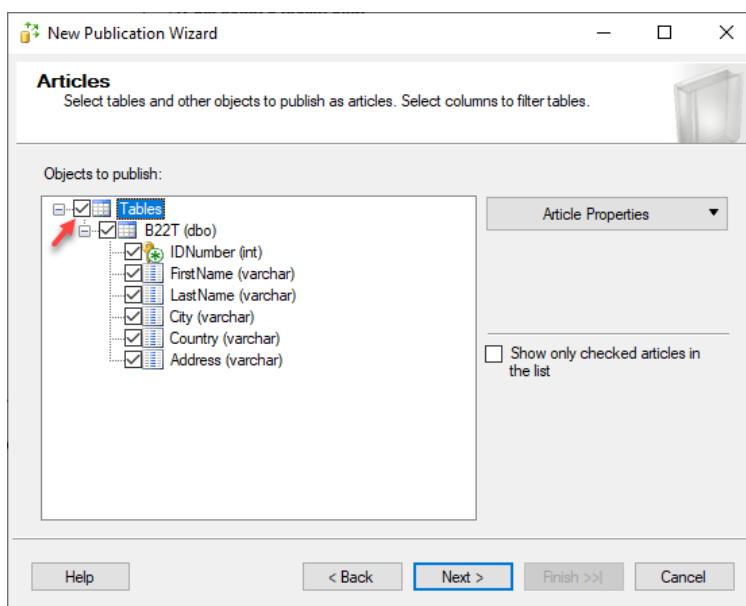 New Publication Wizard
Articles
Select tables and other objects to publish as articles. Select columns to filter tables.
Objects to publish:
Tables
B22T (dbo)
IDNumber (int)
FirstName (varchar)
LastName (varchar)
City (varchar)
Country (varchar)
Address (varchar)
Article Properties
Show only checked articles in
the list
Help
< Back
Next >
Finish >>|
Cancel